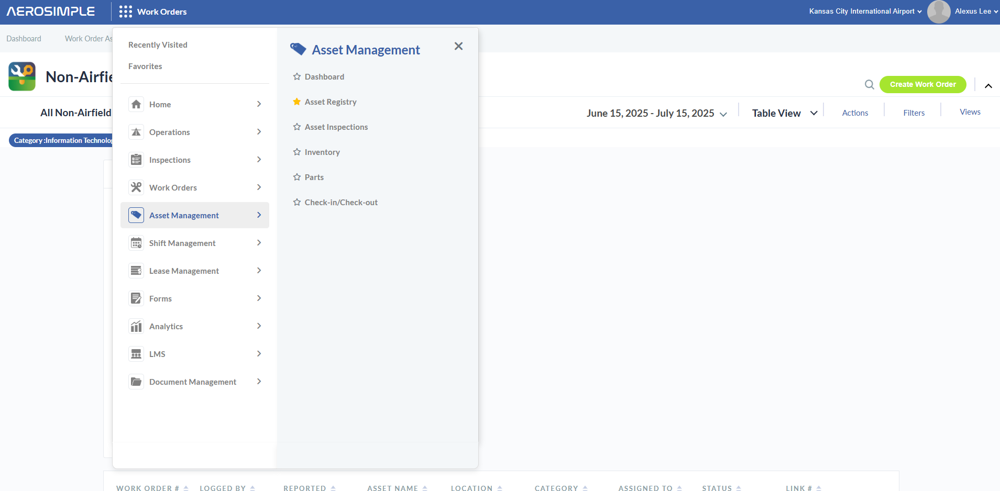 AEROSIMPLE
Work Orders
Kansas City International Airport
Alexus Lee
Dashboard
Work Order As
Non-Airfie
Create Work Order
All Non-Airfield
June 15, 2025 - July 15, 2025
Table View
Actions
Filters
Views
Category :Information Technolog
Recently Visited
Favorites
Home
Operations
Inspections
Work Orders
Asset Management
Shift Management
Lease Management
Forms
Analytics
LMS
Document Management
Asset Management
Dashboard
Asset Registry
Asset Inspections
Inventory
Parts
Check-in/Check-out
WORK ORDER # LOGGED BY REPORTED ASSET NAME LOCATION CATEGORY ASSIGNED TO STATUS LINK #